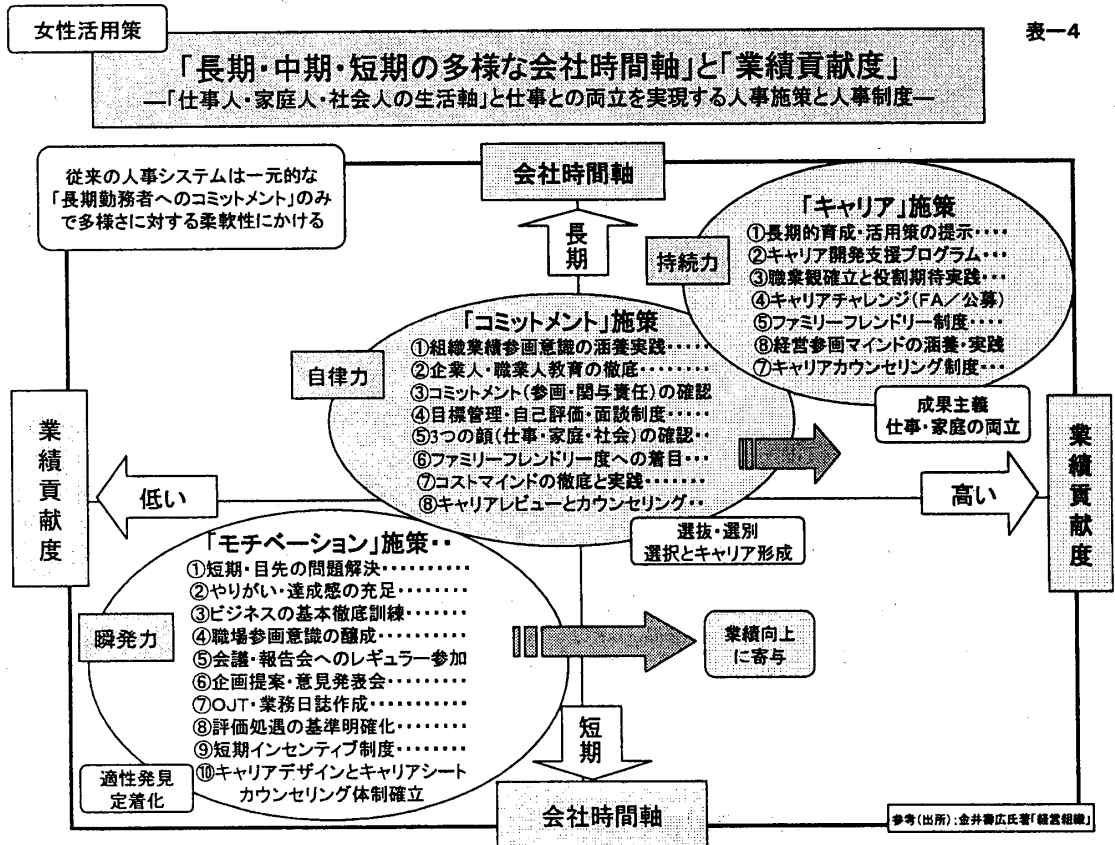 女性活用策
表ー4
「長期・中期・短期の多様な会社時間軸」と「業績貢献度」
―「仕事人・家庭人・社会人の生活軸」と仕事との両立を実現する人事施策と人事制度―
従来の人事システムは一元的な
「長期勤務者へのコミットメント」のみ
で多様さに対する柔軟性にかける
会社時間軸
長期
「キャリア」施策
持続力
①長期的育成・活用策の提示・・・・
②キャリア開発支援プログラム・・・
③職業観確立と役割期待実践・・・
④キャリアチャレンジ(FA/公募)
⑤ファミリーフレンドリー制度・・・・
⑧経営参画マインドの涵養・実践
⑦キャリアカウンセリング制度・・・
成果主義
仕事・家庭の両立
「コミットメント」施策
自律力
①組織業績参画意識の涵養実践・・・・・
②企業人・職業人教育の徹底・・・・・
③コミットメント(参画・関与責任)の確認
④目標管理・自己評価・面談制度・・・・・
⑤3つの顔(仕事・家庭・社会)の確認・・
⑥ファミリーフレンドリー度への着目・・・
⑦コストマインドの徹底と実践・・・・・
⑧キャリアレビューとカウンセリング・・
選抜・選別
選択とキャリア形成
業績貢献度
低い
高い
業績貢献度
「モチベーション」施策・・
瞬発力
①短期・目先の問題解決・・・・・・・・・・
②やりがい・達成感の充足・・・・・・・・
③ビジネスの基本徹底訓練・・・・・・・
④職場参画意識の醸成・・・・・・・・・・
⑤会議・報告会へのレギュラー参加
⑥企画提案・意見発表会・・・・・・・・・
⑦OJT・業務日誌作成・・・・・・・・・・
⑧評価処遇の基準明確化・・・・・・・・
⑨短期インセンティブ制度・・・・・・・・
⑩キャリアデザインとキャリアシート
カウンセリング体制確立
適性発見
定着化
業績向上
に寄与
短期
会社時間軸
参考(出所);金井壽広氏著「経営組織」